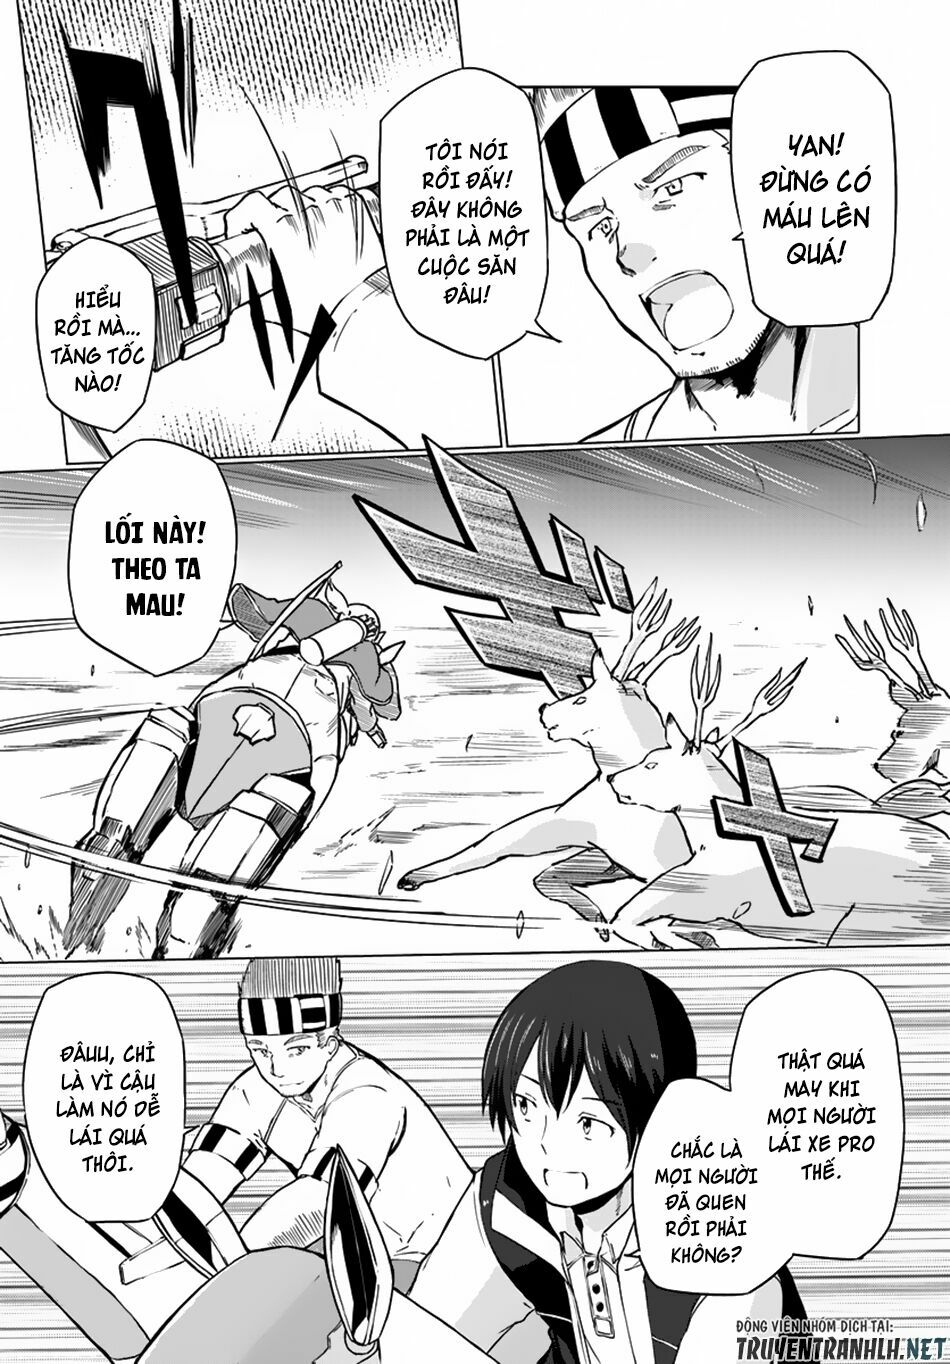 YAN!
ĐỪNG CÓ
MÁU LÊN
QUÁ!
TÔI NÓI
RỒI ĐẤY!
ĐÂY KHÔNG
PHẢI LÀ MỘT
CUỘC SĂN
ĐÂU!
HIỂU
RỒI MÀ...
TĂNG TỐC
NÀO!
LỐI NÀY!
THEO TA
MAU!
THẬT QUÁ
MAY KHI
MỌI NGƯỜI
LÁI XE PRO
THẾ.
CHẮC LÀ
MỌI NGƯỜI
ĐÃ QUEN
RỒI PHẢI
KHÔNG?
ĐÂUU, CHỈ
LÀ VÌ CẬU
LÀM NÓ DỄ
LÁI QUÁ
THÔI.
ĐỘNG VIÊN NHÓM DỊCH TẠI:
TRUYENTRANHLH.NET